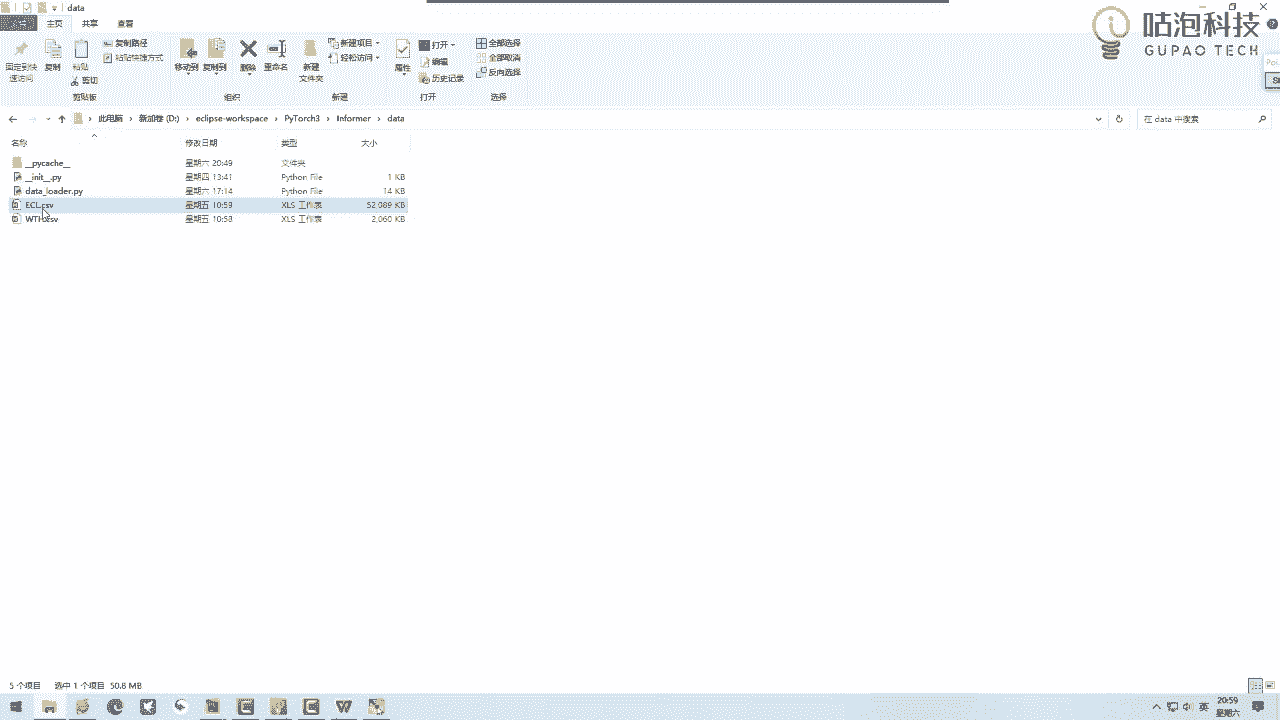 data
主页 共享 查看
咕泡科技
GUPAO TECH
固定到快速访问
复制
粘贴
复制路径
粘贴快捷方式
剪切
移动到
复制到
删除
重命名
新建文件夹
新建项目
轻松访问
属性
打开
编辑
历史记录
全部选择
全部取消
反向选择
剪贴板 组织 新建 打开 选择
此电脑 > 新加卷 (D:) > eclipse-workspace > PyTorch3 > Informer > data
在 data 中搜索
名称 修改日期 类型 大小
__pycache__ 星期六 20:49 文件夹
__init__.py 星期四 13:41 Python File 1 KB
data_loader.py 星期六 17:14 Python File 14 KB
ECL.csv 星期五 10:59 XLS 工作表 52,089 KB
WTH.csv 星期五 10:58 XLS 工作表 2,060 KB
5 个项目 选中 1 个项目 50.8 MB
英
20:59
星期六